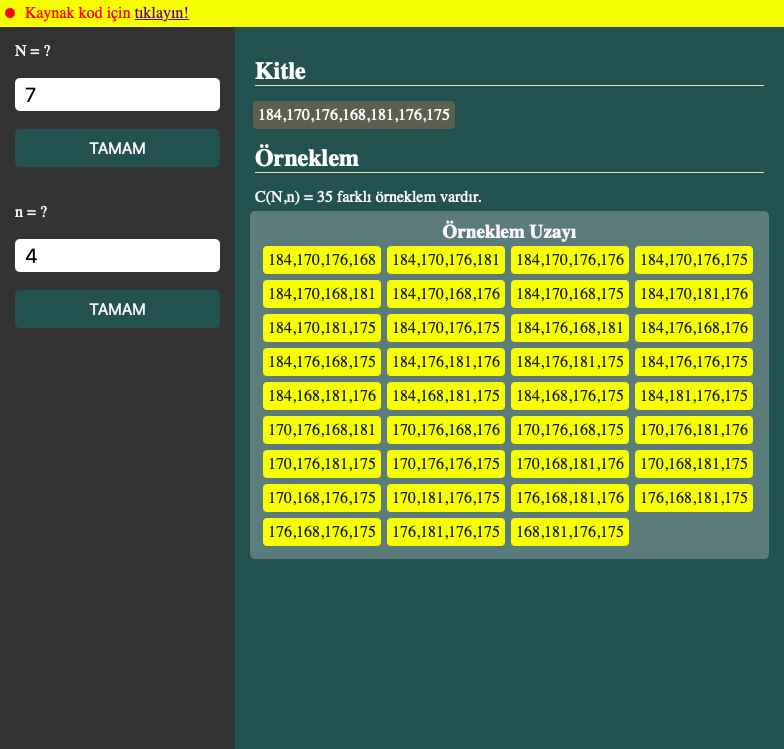 Kaynak kod için tıklayın!
N = ?
7
TAMAM
n = ?
4
TAMAM
Kitle
184,170,176,168,181,176,175
Örneklem
C(N,n) = 35 farklı örneklem vardır.
Örneklem Uzayı
184,170,176,168 184,170,176,181 184,170,176,176 184,170,176,175
184,170,168,181 184,170,168,176 184,170,168,175 184,170,181,176
184,170,181,175 184,170,176,175 184,176,168,181 184,176,168,176
184,176,168,175 184,176,181,176 184,176,181,175 184,176,176,175
184,168,181,176 184,168,181,175 184,168,176,175 184,181,176,175
170,176,168,181 170,176,168,176 170,176,168,175 170,176,181,176
170,176,181,175 170,176,176,175 170,168,181,176 170,168,181,175
170,168,176,175 170,181,176,175 176,168,181,176 176,168,181,175
176,168,176,175 176,181,176,175 168,181,176,175